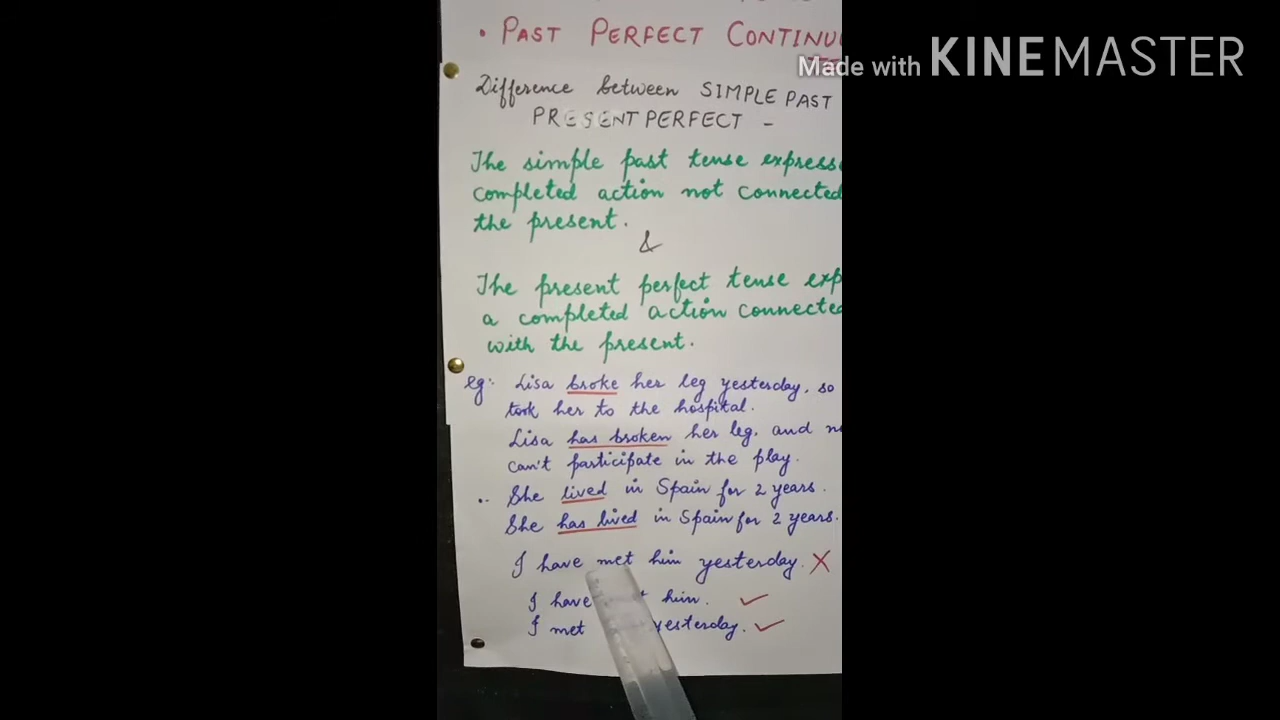 • PAST PERFECT CONTINU
Made with KINEMASTER
Difference between SIMPLE PAST
PRESENT PERFECT -
The simple past tense express
completed action not connected
the present.
&
The present perfect tense exp
a completed action connected
with the present.
eg:- Lisa broke her leg yesterday, so
took her to the hospital.
Lisa has broken her leg, and n
can't participate in the play.
•. She lived in Spain for 2 years.
She has lived in Spain for 2 years.
I have met him yesterday. X
I have him. ✓
I met yesterday. ✓